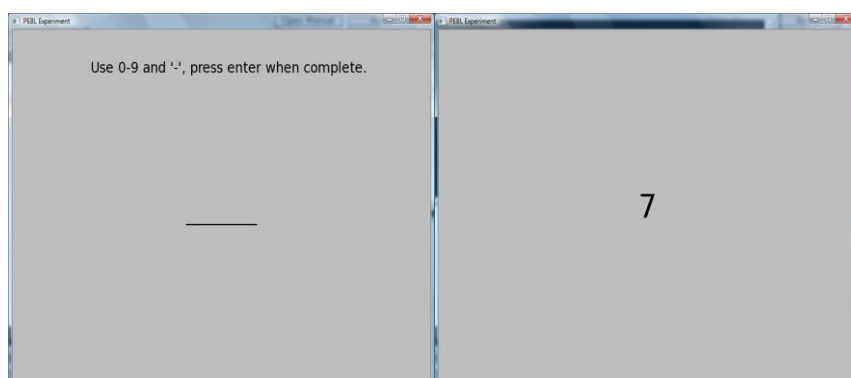 PEBL Experiment
Use 0-9 and '-', press enter when complete.
PEBL Experiment
7